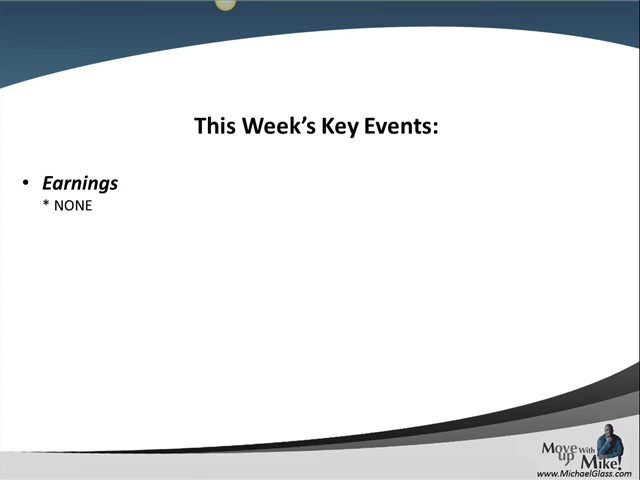 This Week’s Key Events:
• Earnings
* NONE
Move up With Mike!
www.MichaelGlass.com